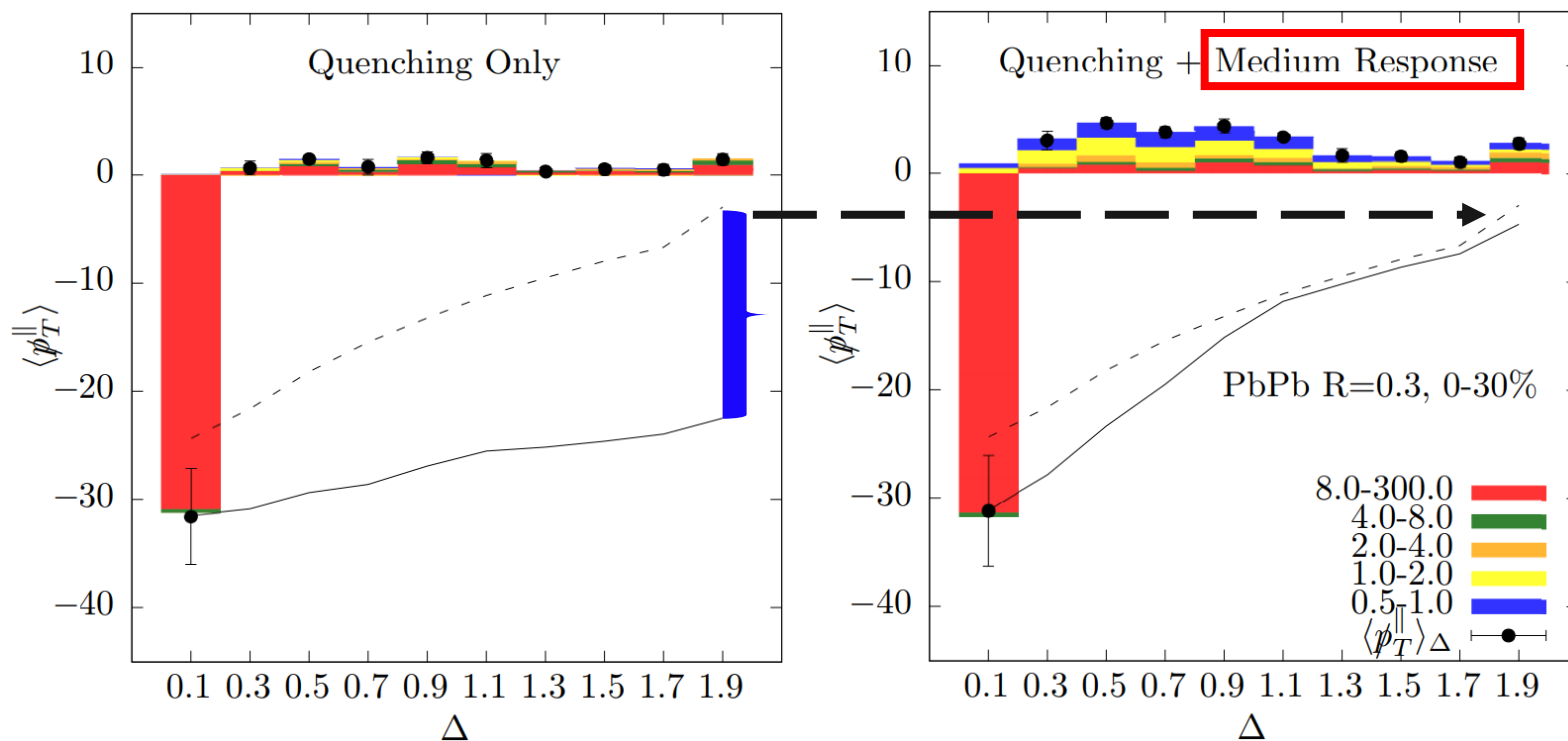 Quenching Only
10
0
−10
−20
−30
−40
⟨p̸_T^∥⟩
0.1 0.3 0.5 0.7 0.9 1.1 1.3 1.5 1.7 1.9
Δ
Quenching + Medium Response
10
0
−10
−20
−30
−40
⟨p̸_T^∥⟩
PbPb R=0.3, 0-30%
8.0-300.0
4.0-8.0
2.0-4.0
1.0-2.0
0.5-1.0
⟨p̸_T^∥⟩_Δ
0.1 0.3 0.5 0.7 0.9 1.1 1.3 1.5 1.7 1.9
Δ